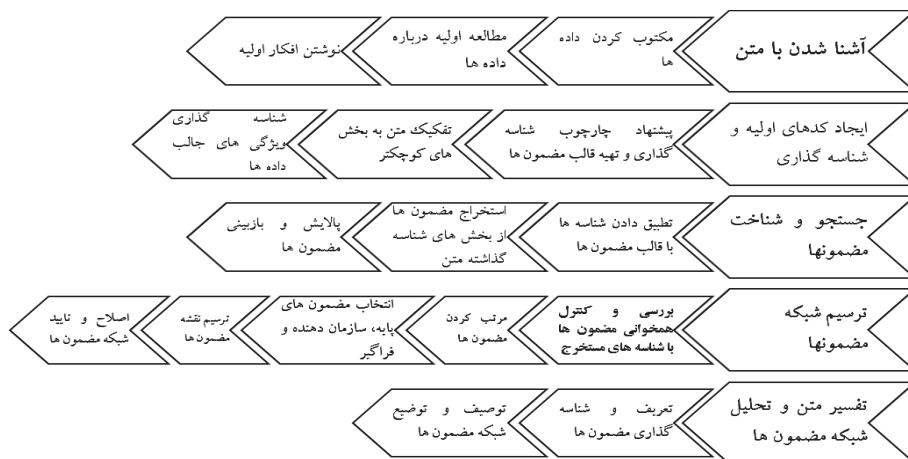 آشنا شدن با متن
مکتوب کردن داده
ها
مطالعه اولیه درباره
داده ها
نوشتن افکار اولیه
ایجاد کدهای اولیه و
شناسه گذاری
پیشنهاد چارچوب شناسه
گذاری و تهیه قالب مضمون ها
تفکیک متن به بخش
های کوچکتر
شناسه گذاری
ویژگی های جالب
داده ها
جستجو و شناخت
مضمونها
تطبیق دادن شناسه ها
با قالب مضمون ها
استخراج مضمون ها
از بخش های شناسه
گذاشته متن
پالایش و بازبینی
مضمون ها
ترسیم شبکه
مضمونها
بررسی و کنترل
همخوانی مضمون ها
با شناسه های مستخرج
مرتب کردن
مضمون ها
انتخاب مضمون های
پایه، سازمان دهنده و
فراگیر
ترسیم نقشه
مضمون ها
اصلاح و تایید
شبکه مضمون ها
تفسیر متن و تحلیل
شبکه مضمون ها
تعریف و شناسه
گذاری مضمون ها
توصیف و توضیع
شبکه مضمون ها